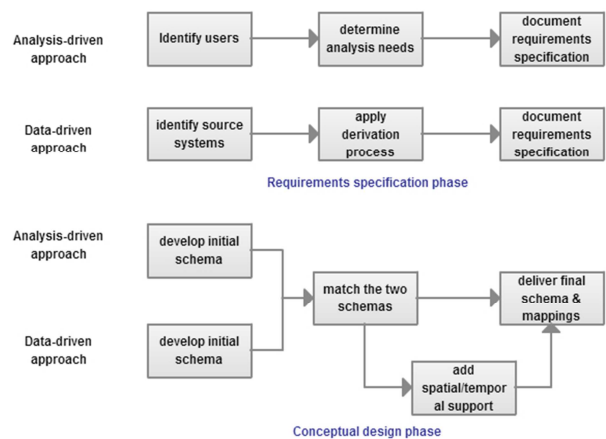 Analysis-driven
approach
Identify users
determine
analysis needs
document
requirements
specification
Data-driven
approach
identify source
systems
apply
derivation
process
document
requirements
specification
Requirements specification phase
Analysis-driven
approach
develop initial
schema
match the two
schemas
deliver final
schema &
mappings
Data-driven
approach
develop initial
schema
add
spatial/tempor
al support
Conceptual design phase